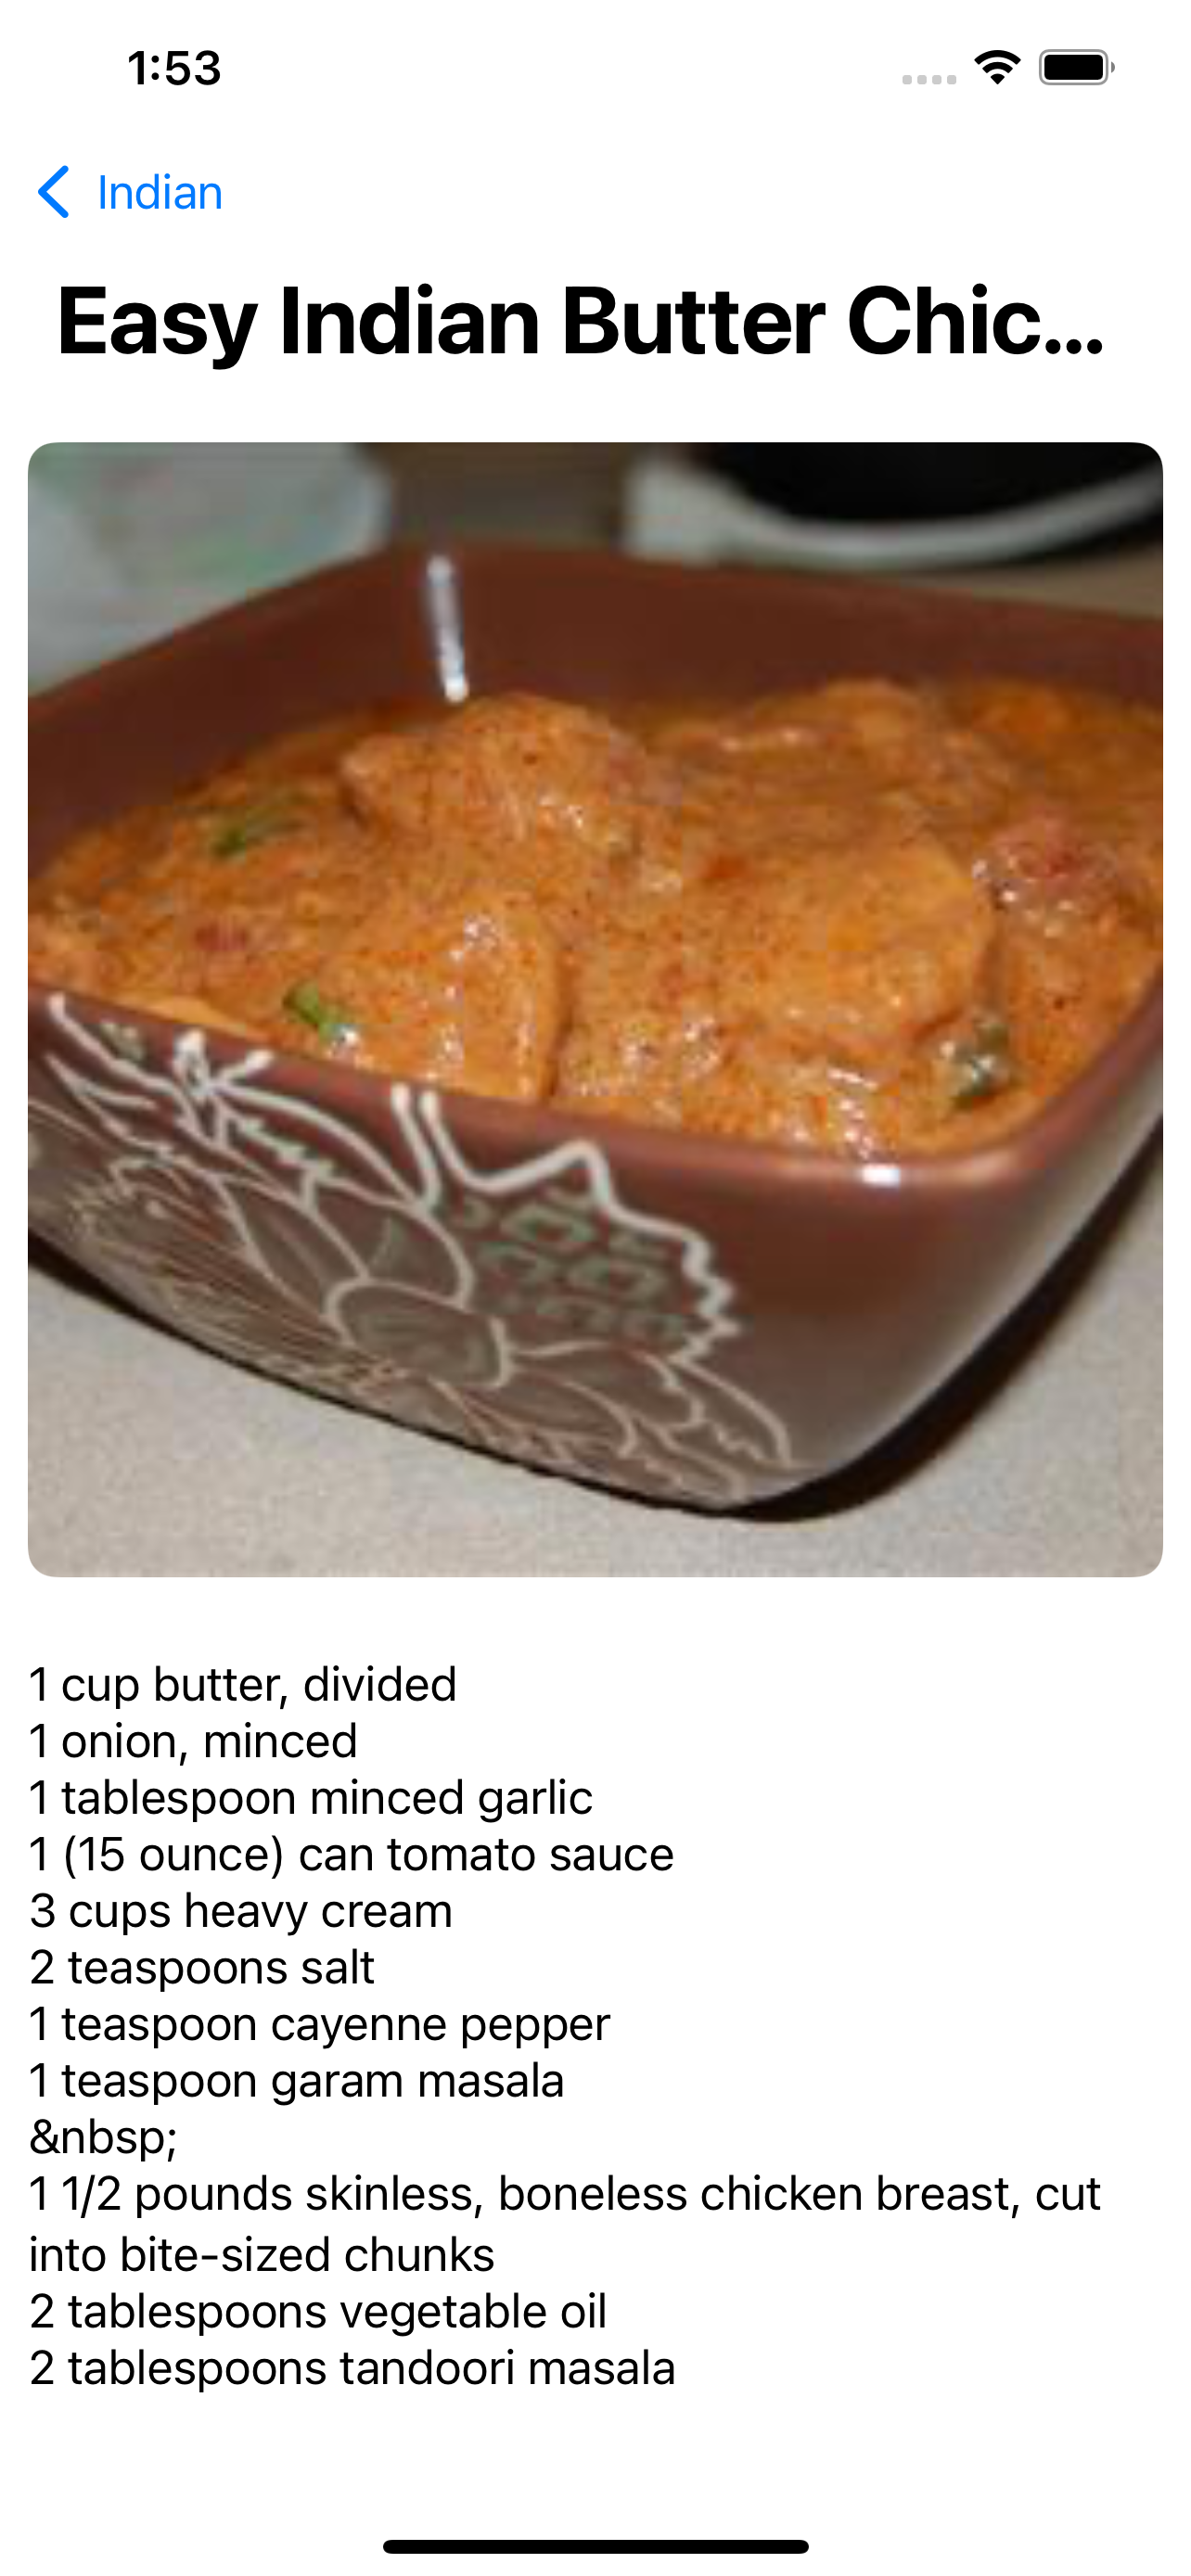 1:53
Indian
Easy Indian Butter Chic...
1 cup butter, divided
1 onion, minced
1 tablespoon minced garlic
1 (15 ounce) can tomato sauce
3 cups heavy cream
2 teaspoons salt
1 teaspoon cayenne pepper
1 teaspoon garam masala
&nbsp;
1 1/2 pounds skinless, boneless chicken breast, cut
into bite-sized chunks
2 tablespoons vegetable oil
2 tablespoons tandoori masala